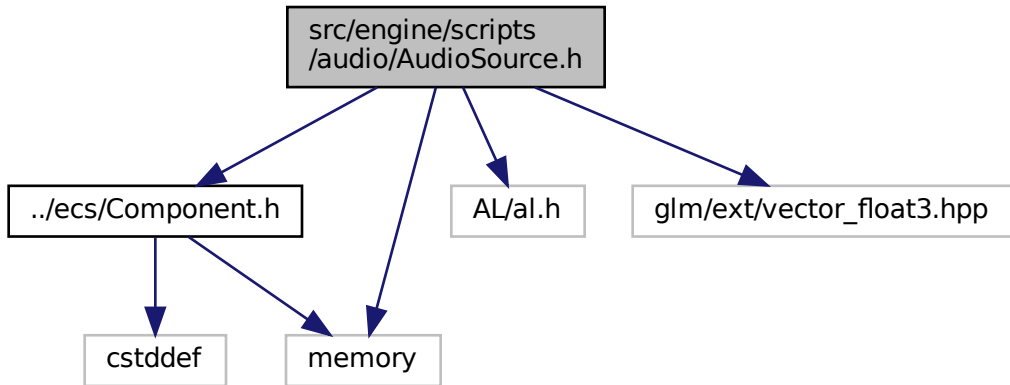 src/engine/scripts
/audio/AudioSource.h
../ecs/Component.h
AL/al.h
glm/ext/vector_float3.hpp
cstddef
memory